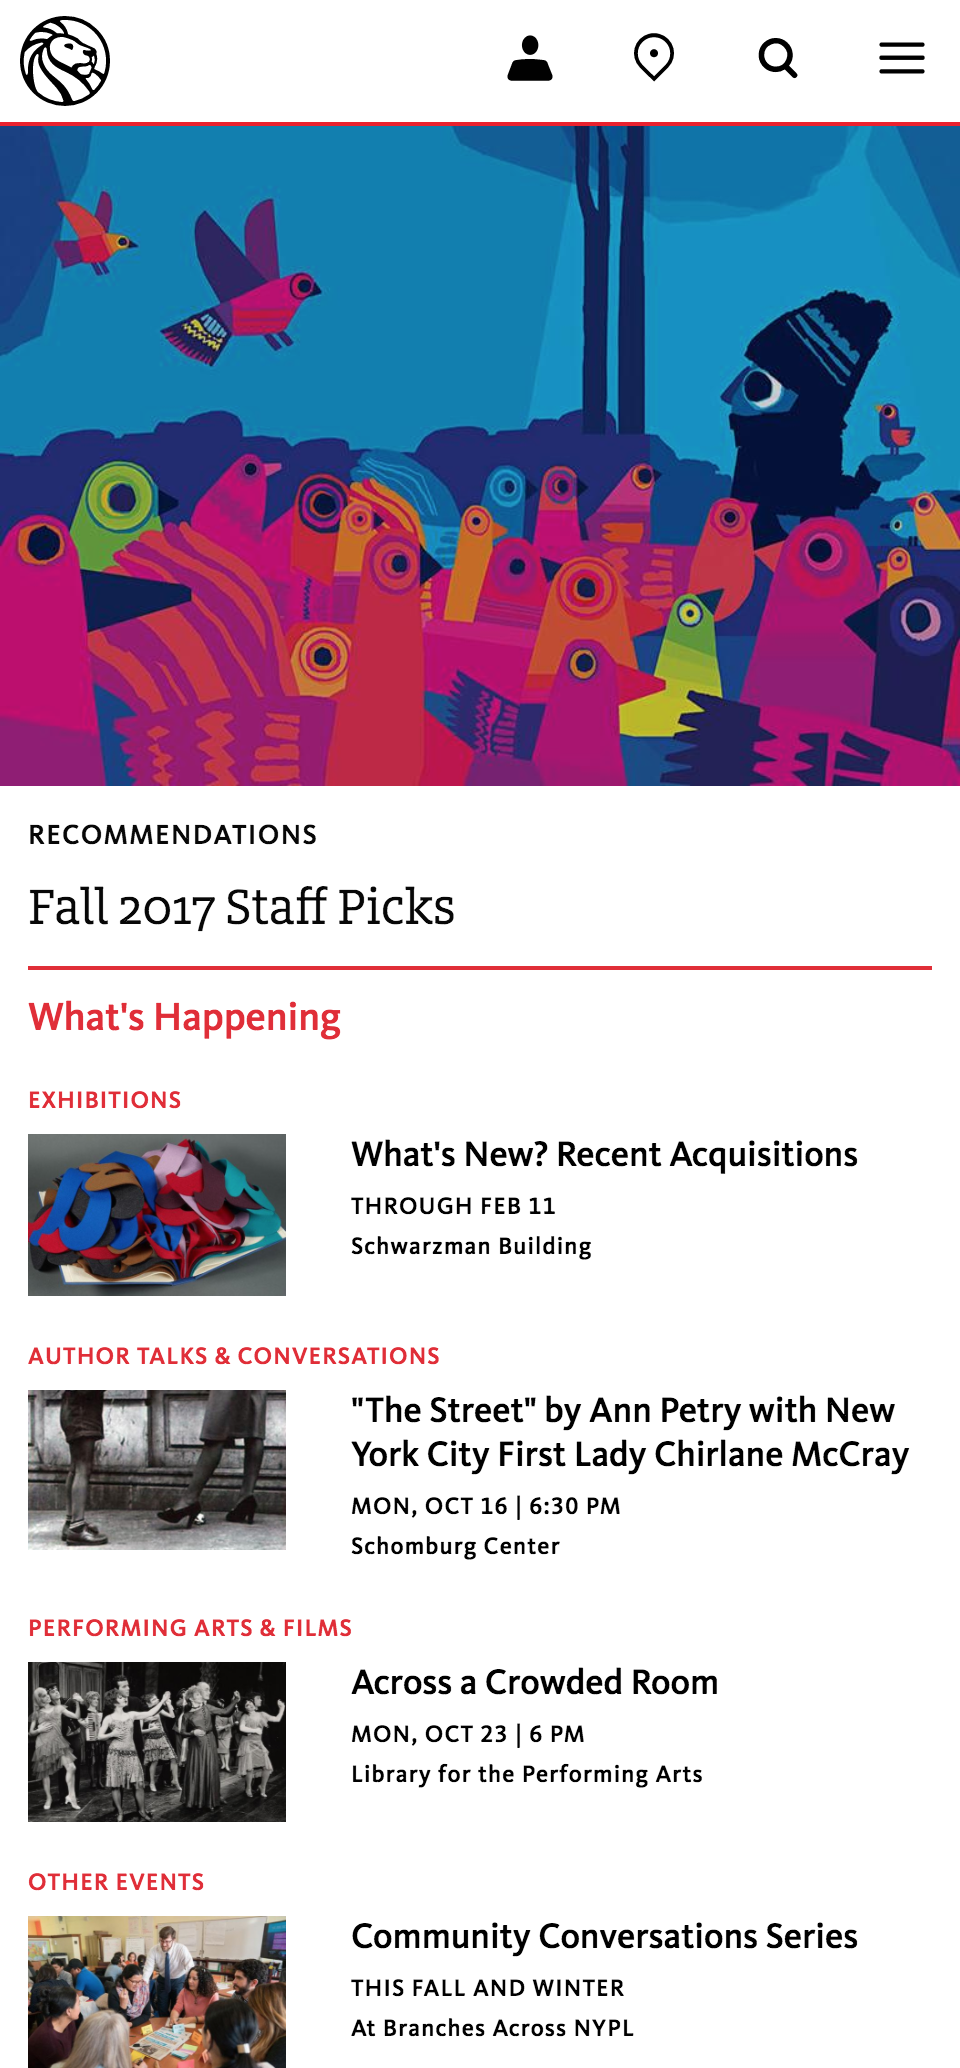 RECOMMENDATIONS
Fall 2017 Staff Picks
What's Happening
EXHIBITIONS
What's New? Recent Acquisitions
THROUGH FEB 11
Schwarzman Building
AUTHOR TALKS & CONVERSATIONS
"The Street" by Ann Petry with New
York City First Lady Chirlane McCray
MON, OCT 16 | 6:30 PM
Schomburg Center
PERFORMING ARTS & FILMS
Across a Crowded Room
MON, OCT 23 | 6 PM
Library for the Performing Arts
OTHER EVENTS
Community Conversations Series
THIS FALL AND WINTER
At Branches Across NYPL